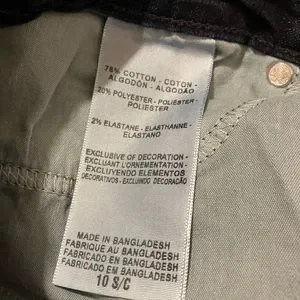 78% COTTON - COTON -
ALGODÓN - ALGODÃO
20% POLYESTER - POLIÉSTER -
POLIESTER
2% ELASTANE - ELASTHANNE -
ELASTANO
EXCLUSIVE OF DECORATION -
EXCLUANT L'ORNEMENTATION -
EXCLUYENDO ELEMENTOS
DECORATIVOS - EXCLUINDO DECORAÇÃO
MADE IN BANGLADESH
FABRIQUE AU BANGLADESH
FABRICADO EN BANGLADESH
FABRICADO EM BANGLADESH
10 S/C